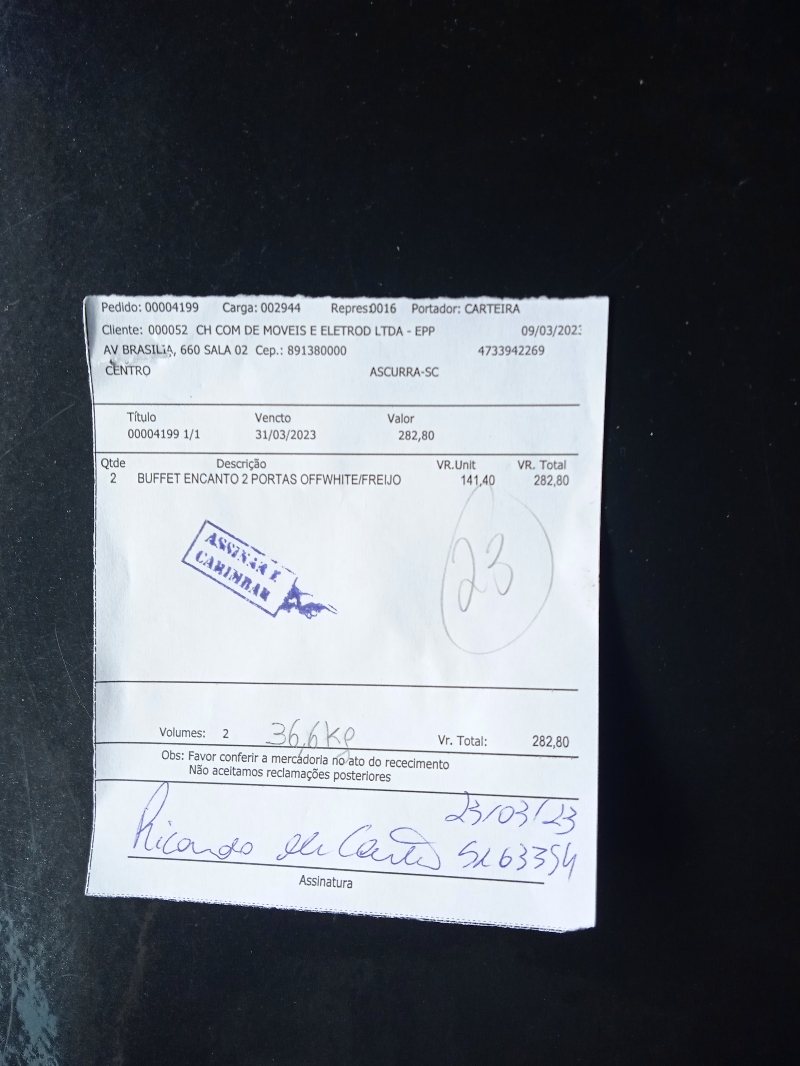 Pedido: 00004199 Carga: 002944 Repres:0016 Portador: CARTEIRA
Cliente: 000052 CH COM DE MOVEIS E ELETROD LTDA - EPP 09/03/2023
AV BRASILIA, 660 SALA 02 Cep.: 891380000 4733942269
CENTRO ASCURRA-SC
Título Vencto Valor
00004199 1/1 31/03/2023 282,80
Qtde Descrição VR.Unit VR. Total
2 BUFFET ENCANTO 2 PORTAS OFFWHITE/FREIJO 141,40 282,80
ASSINAR E
CARIMBAR
23
Volumes: 2 36,6kg Vr. Total: 282,80
Obs: Favor conferir a mercadoria no ato do rececimento
Não aceitamos reclamações posteriores
23/03/23
Ricardo
Assinatura